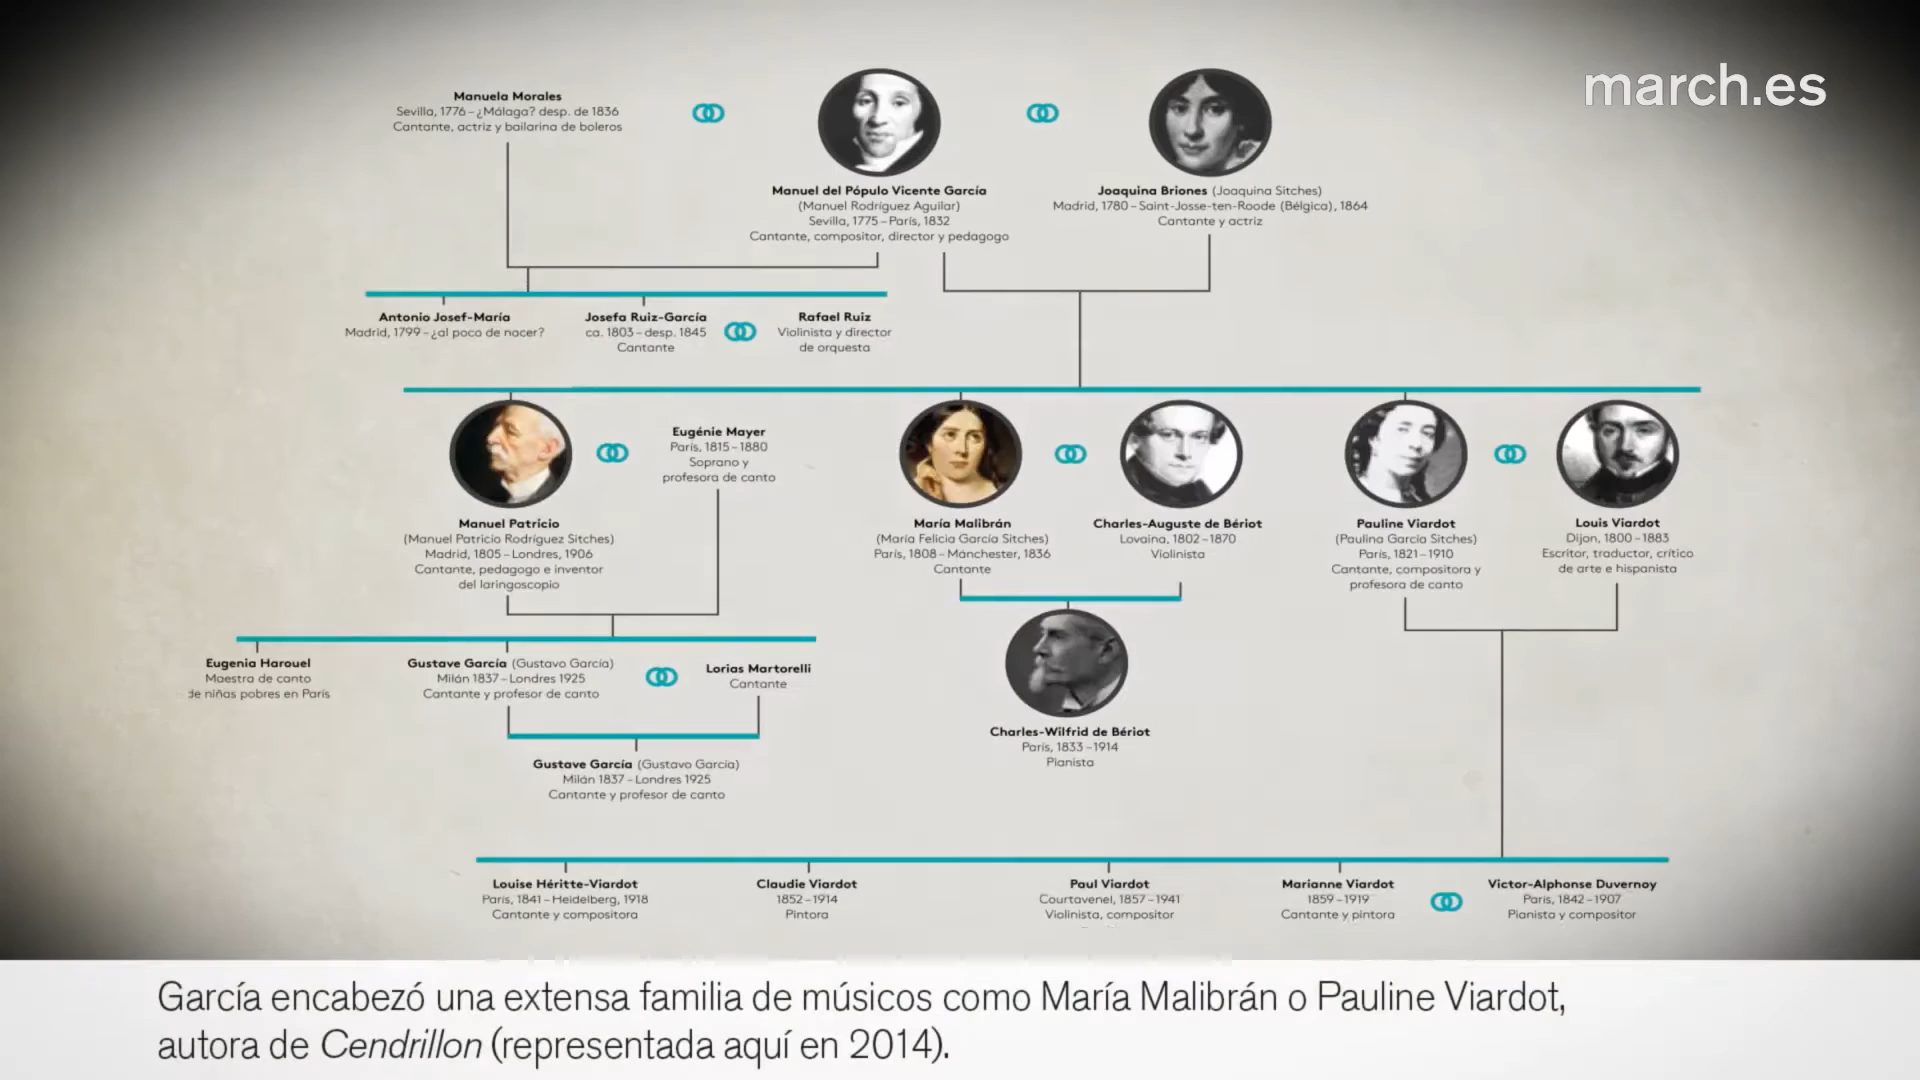 march.es
Manuela Morales
Sevilla, 1776 – ¿Málaga? desp. de 1836
Cantante, actriz y bailarina de boleros
Manuel del Pópulo Vicente García
(Manuel Rodríguez Aguilar)
Sevilla, 1775 – París, 1832
Cantante, compositor, director y pedagogo
Joaquina Briones (Joaquina Sitches)
Madrid, 1780 – Saint-Josse-ten-Roode (Bélgica), 1864
Cantante y actriz
Antonio Josef-María
Madrid, 1799 – ¿al poco de nacer?
Josefa Ruiz-García
ca. 1803 – desp. 1845
Cantante
Rafael Ruiz
Violinista y director
de orquesta
Manuel Patricio
(Manuel Patricio Rodríguez Sitches)
Madrid, 1805 – Londres, 1906
Cantante, pedagogo e inventor
del laringoscopio
Eugénie Mayer
París, 1815 – 1880
Soprano y
profesora de canto
María Malibrán
(María Felicia García Sitches)
París, 1808 – Mánchester, 1836
Cantante
Charles-Auguste de Bériot
Lovaina, 1802 – 1870
Violinista
Pauline Viardot
(Paulina García Sitches)
París, 1821 – 1910
Cantante, compositora y
profesora de canto
Louis Viardot
Dijon, 1800 – 1883
Escritor, traductor, crítico
de arte e hispanista
Eugenia Harouel
Maestra de canto
de niñas pobres en París
Gustave García (Gustavo García)
Milán 1837 – Londres 1925
Cantante y profesor de canto
Lorias Martorelli
Cantante
Gustave García (Gustavo García)
Milán 1837 – Londres 1925
Cantante y profesor de canto
Charles-Wilfrid de Bériot
París, 1833 – 1914
Pianista
Louise Héritte-Viardot
París, 1841 – Heidelberg, 1918
Cantante y compositora
Claudie Viardot
1852 – 1914
Pintora
Paul Viardot
Courtavenel, 1857 – 1941
Violinista, compositor
Marianne Viardot
1859 – 1919
Cantante y pintora
Victor-Alphonse Duvernoy
París, 1842 – 1907
Pianista y compositor
García encabezó una extensa familia de músicos como María Malibrán o Pauline Viardot,
autora de Cendrillon (representada aquí en 2014).